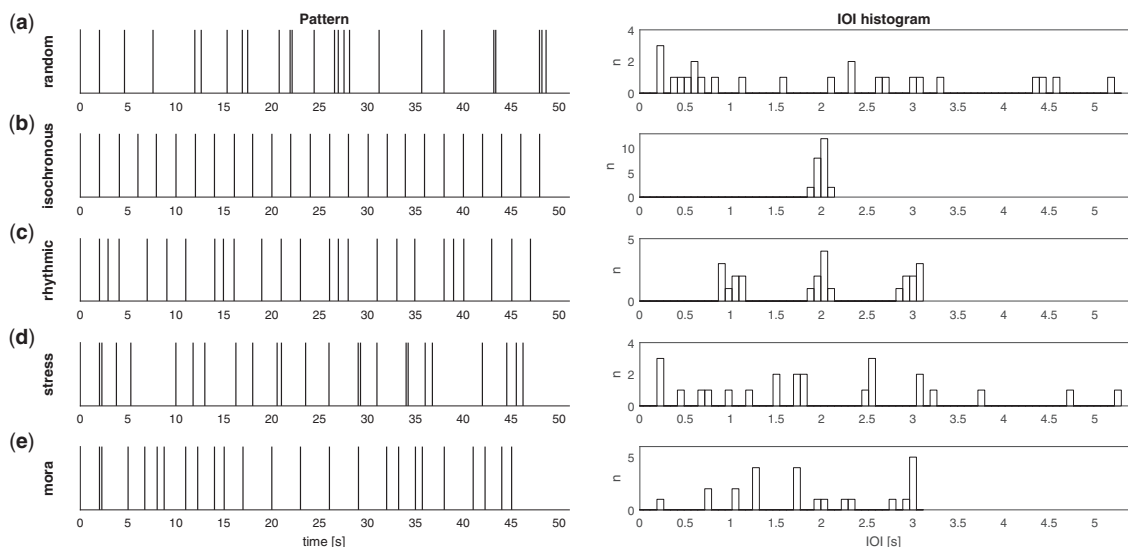 Pattern IOI histogram
(a) random n
4
2
0
0 5 10 15 20 25 30 35 40 45 50 0 0.5 1 1.5 2 2.5 3 3.5 4 4.5 5
(b) isochronous n
10
5
0
0 5 10 15 20 25 30 35 40 45 50 0 0.5 1 1.5 2 2.5 3 3.5 4 4.5 5
(c) rhythmic n
5
0
0 5 10 15 20 25 30 35 40 45 50 0 0.5 1 1.5 2 2.5 3 3.5 4 4.5 5
(d) stress n
4
2
0
0 5 10 15 20 25 30 35 40 45 50 0 0.5 1 1.5 2 2.5 3 3.5 4 4.5 5
(e) mora n
5
0
0 5 10 15 20 25 30 35 40 45 50 0 0.5 1 1.5 2 2.5 3 3.5 4 4.5 5
time [s] IOI [s]